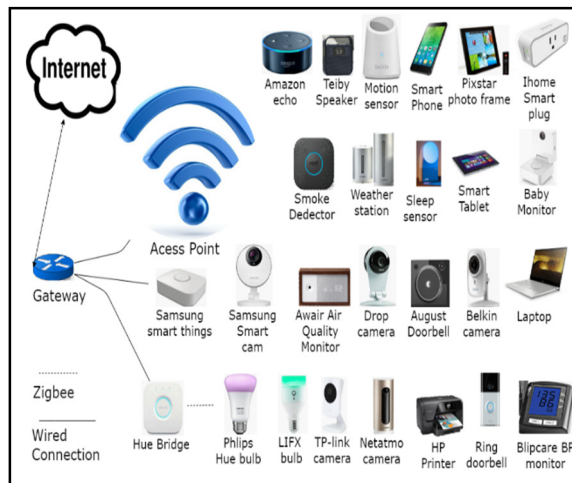 Internet
Amazon echo
Teiby Speaker
Motion sensor
Smart Phone
Pixstar photo frame
Ihome Smart plug
Smoke Dedector
Weather station
Sleep sensor
Smart Tablet
Baby Monitor
Acess Point
Gateway
Samsung smart things
Samsung Smart cam
Awair Air Quality Monitor
Drop camera
August Doorbell
Belkin camera
Laptop
Zigbee
Wired Connection
Hue Bridge
Phlips Hue bulb
LIFX bulb
TP-link camera
Netatmo camera
HP Printer
Ring doorbell
Blipcare BP monitor